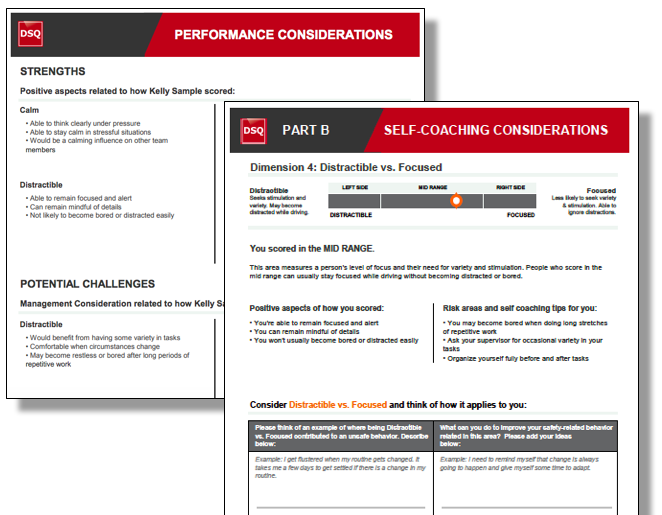 DSQ
PERFORMANCE CONSIDERATIONS
STRENGTHS
Positive aspects related to how Kelly Sample scored:
Calm
• Able to think clearly under pressure
• Able to stay calm in stressful situations
• Would be a calming influence on other team
members
Distractible
• Able to remain focused and alert
• Can remain mindful of details
• Not likely to become bored or distracted easily
POTENTIAL CHALLENGES
Management Consideration related to how Kelly Sa
Distractible
• Would benefit from having some variety in tasks
• Comfortable when circumstances change
• May become restless or bored after long periods of
repetitive work
DSQ
PART B
SELF-COACHING CONSIDERATIONS
Dimension 4: Distractible vs. Focused
Distractible
Seeks stimulation and
variety. May become
distracted while driving.
LEFT SIDE
MID RANGE
RIGHT SIDE
DISTRACTIBLE
FOCUSED
Focused
Less likely to seek variety
& stimulation. Able to
ignore distractions.
You scored in the MID RANGE.
This area measures a person's level of focus and their need for variety and stimulation. People who score in the
mid range can usually stay focused while driving without becoming distracted or bored.
Positive aspects of how you scored:
• You're able to remain focused and alert
• You can remain mindful of details
• You won't usually become bored or distracted easily
Risk areas and self coaching tips for you:
• You may become bored when doing long stretches
of repetitive work
• Ask your supervisor for occasional variety in your
tasks
• Organize yourself fully before and after tasks
Consider Distractible vs. Focused and think of how it applies to you:
Please think of an example of where being Distractible
vs. Focused contributed to an unsafe behavior. Describe
below:
What can you do to improve your safety-related behavior
related in this area? Please add your ideas
below:
Example: I get flustered when my routine gets changed. It
takes me a few days to get settled if there is a change in my
routine.
Example: I need to remind myself that change is always
going to happen and give myself some time to adapt.